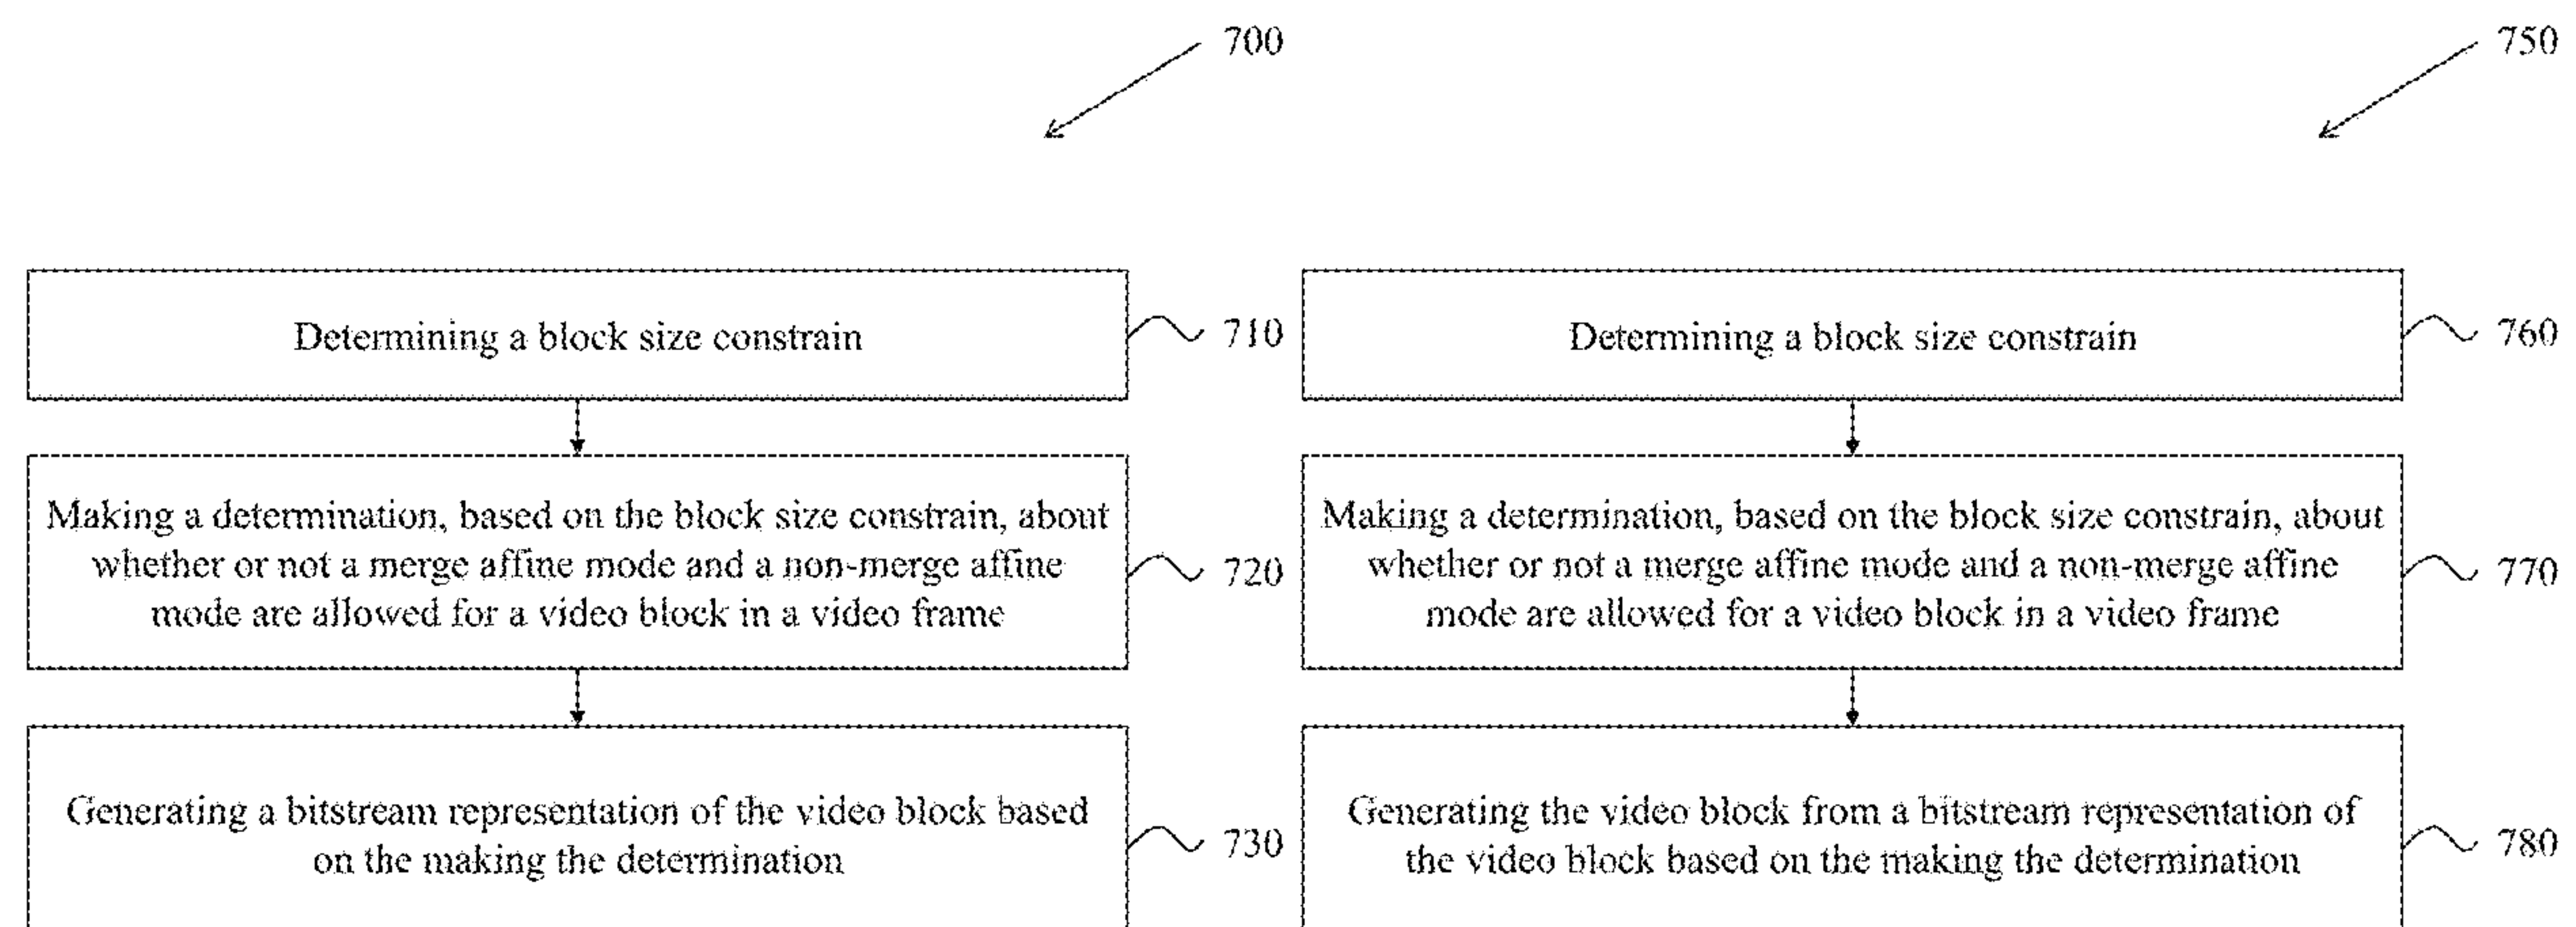 700
750
Determining a block size constrain
710
Determining a block size constrain
760
Making a determination, based on the block size constrain, about
whether or not a merge affine mode and a non-merge affine
mode are allowed for a video block in a video frame
720
Making a determination, based on the block size constrain, about
whether or not a merge affine mode and a non-merge affine
mode are allowed for a video block in a video frame
770
Generating a bitstream representation of the video block based
on the making the determination
730
Generating the video block from a bitstream representation of
the video block based on the making the determination
780